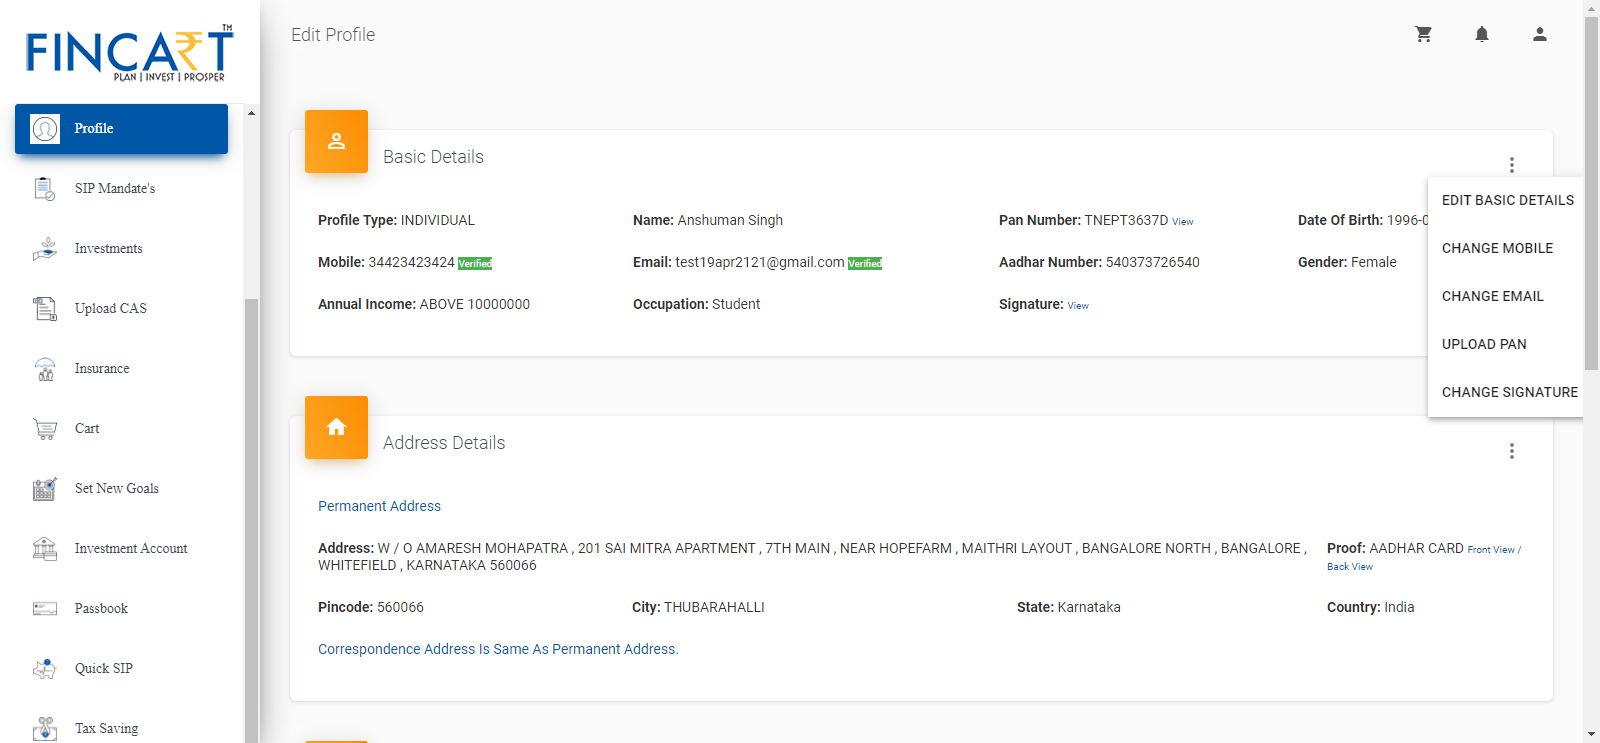 FINCART TM
PLAN | INVEST | PROSPER
Profile
SIP Mandate's
Investments
Upload CAS
Insurance
Cart
Set New Goals
Investment Account
Passbook
Quick SIP
Tax Saving
Edit Profile
Basic Details
Profile Type: INDIVIDUAL
Name: Anshuman Singh
Pan Number: TNEPT3637D View
Date Of Birth: 1996-0
Mobile: 34423423424 Verified
Email: test19apr2121@gmail.com Verified
Aadhar Number: 540373726540
Gender: Female
Annual Income: ABOVE 10000000
Occupation: Student
Signature: View
EDIT BASIC DETAILS
CHANGE MOBILE
CHANGE EMAIL
UPLOAD PAN
CHANGE SIGNATURE
Address Details
Permanent Address
Address: W / O AMARESH MOHAPATRA , 201 SAI MITRA APARTMENT , 7TH MAIN , NEAR HOPEFARM , MAITHRI LAYOUT , BANGALORE NORTH , BANGALORE ,
WHITEFIELD , KARNATAKA 560066
Proof: AADHAR CARD Front View /
Back View
Pincode: 560066
City: THUBARAHALLI
State: Karnataka
Country: India
Correspondence Address Is Same As Permanent Address.